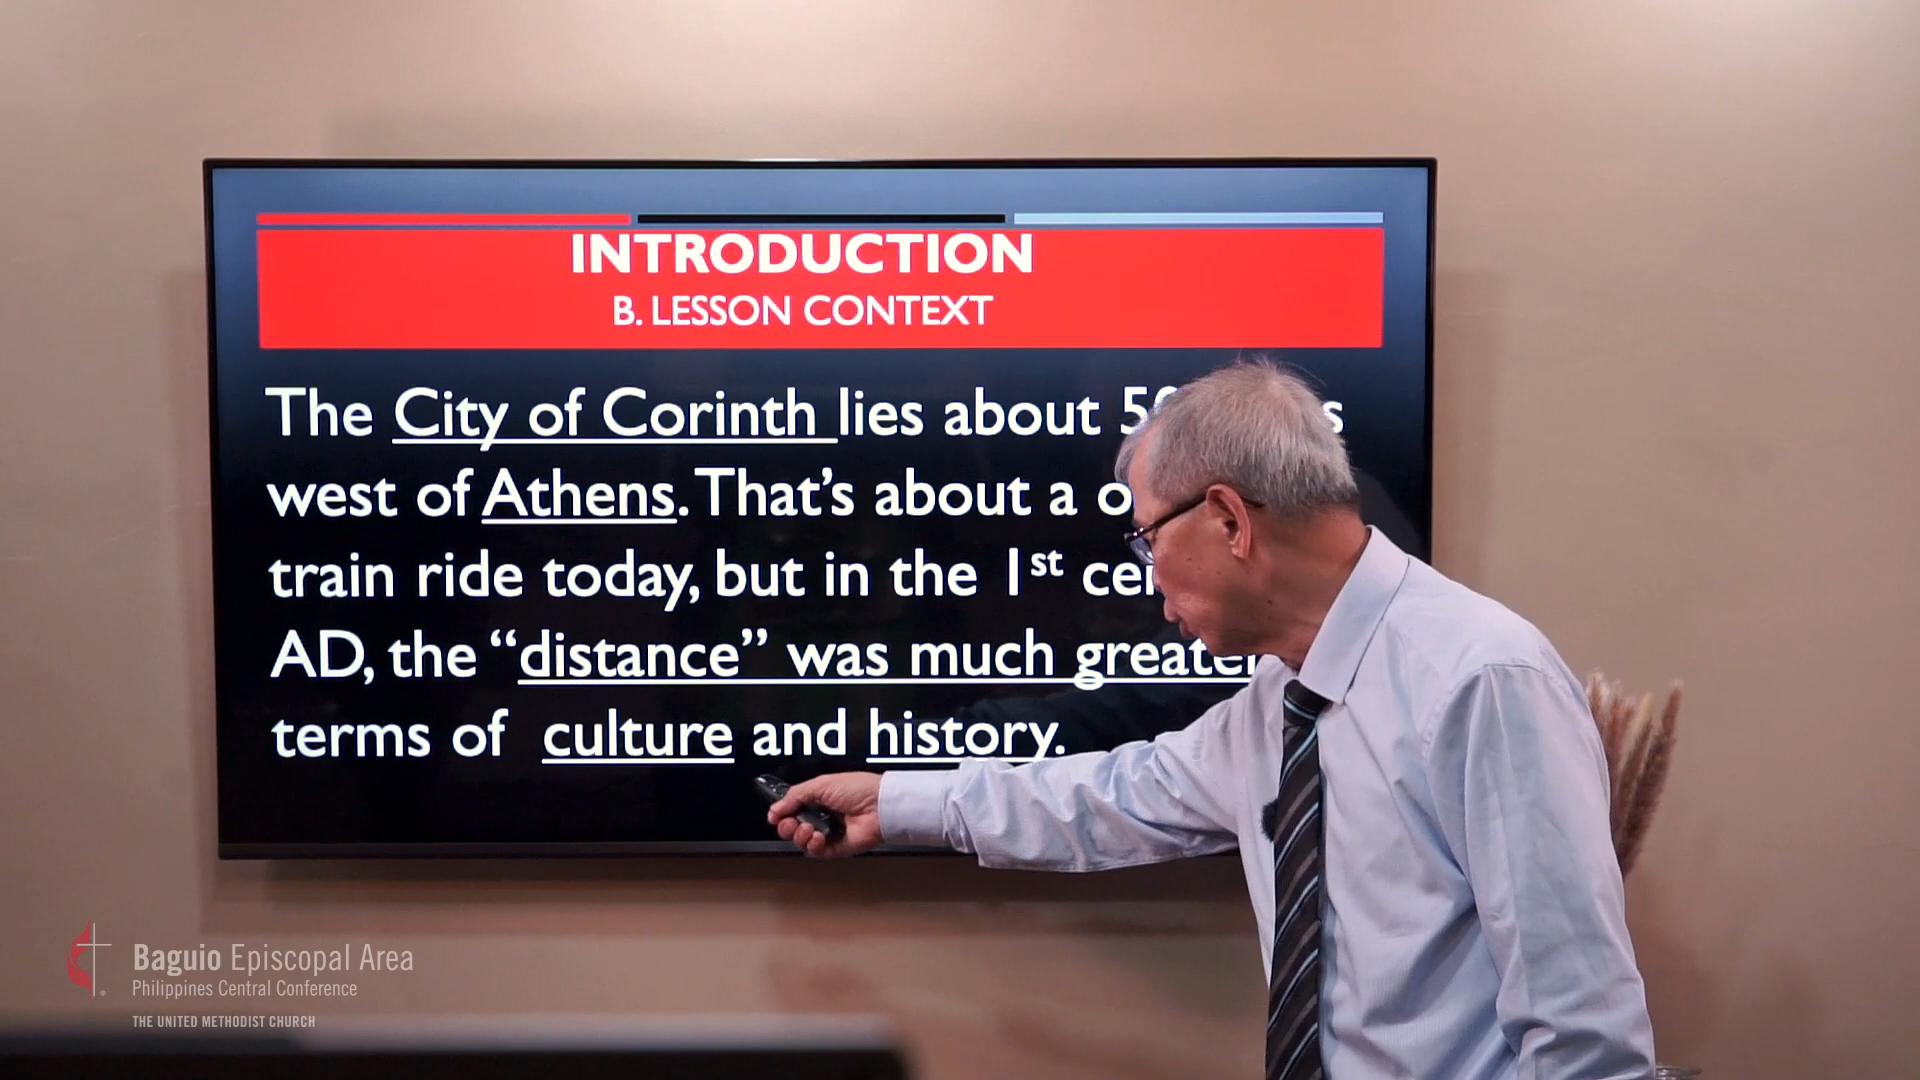 INTRODUCTION
B. LESSON CONTEXT
The City of Corinth lies about
west of Athens. That's about a
train ride today, but in the 1st
AD, the "distance" was much greater
terms of culture and history.
Baguio Episcopal Area
Philippines Central Conference
THE UNITED METHODIST CHURCH